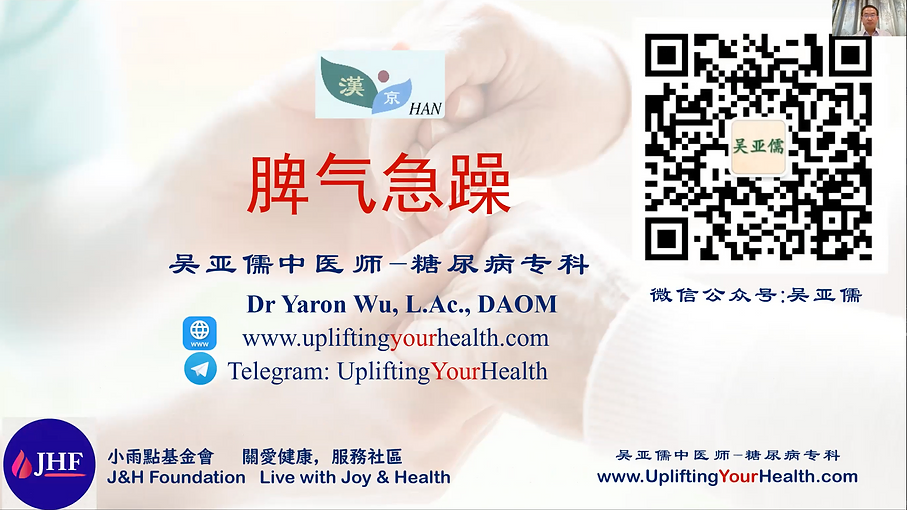 漢 京
HAN
脾气急躁
吴亚儒中医师-糖尿病专科
Dr Yaron Wu, L.Ac., DAOM
www
www.upliftingyourhealth.com
Telegram: UpliftingYourHealth
吴亚儒
微信公众号:吴亚儒
JHF
小雨點基金會 關愛健康，服務社區
J&H Foundation Live with Joy & Health
吴亚儒中医师-糖尿病专科
www.UpliftingYourHealth.com